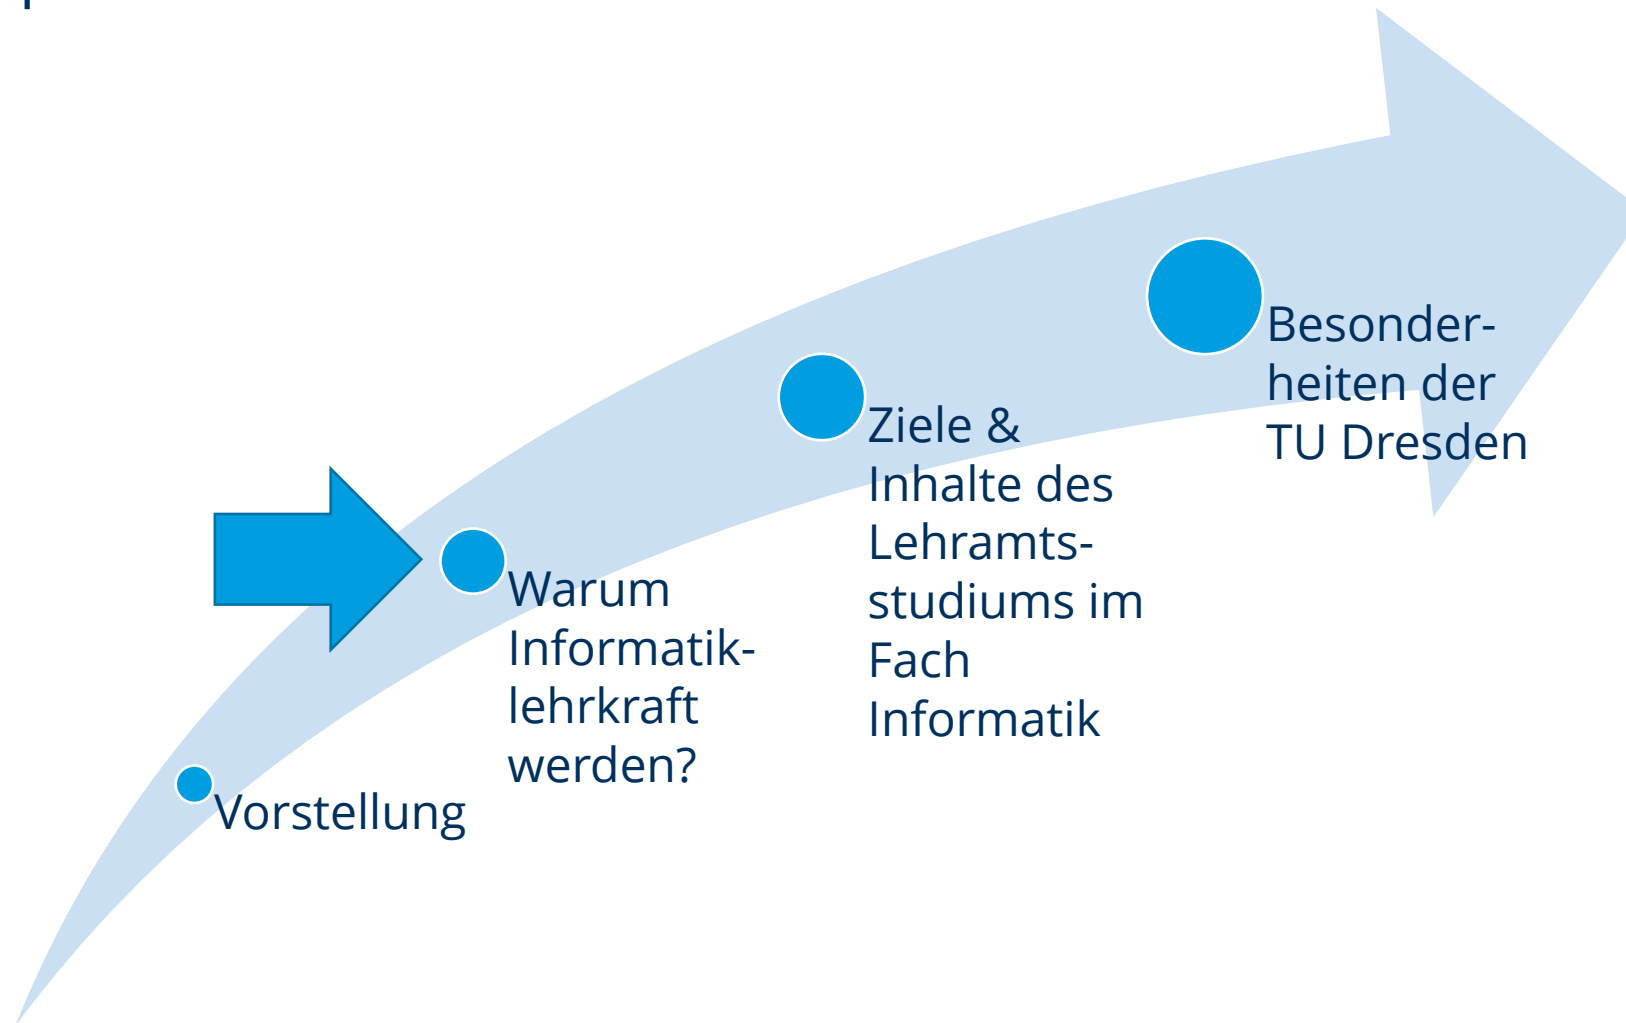 Vorstellung
Warum
Informatik-
lehrkraft
werden?
Ziele &
Inhalte des
Lehramts-
studiums im
Fach
Informatik
Besonder-
heiten der
TU Dresden